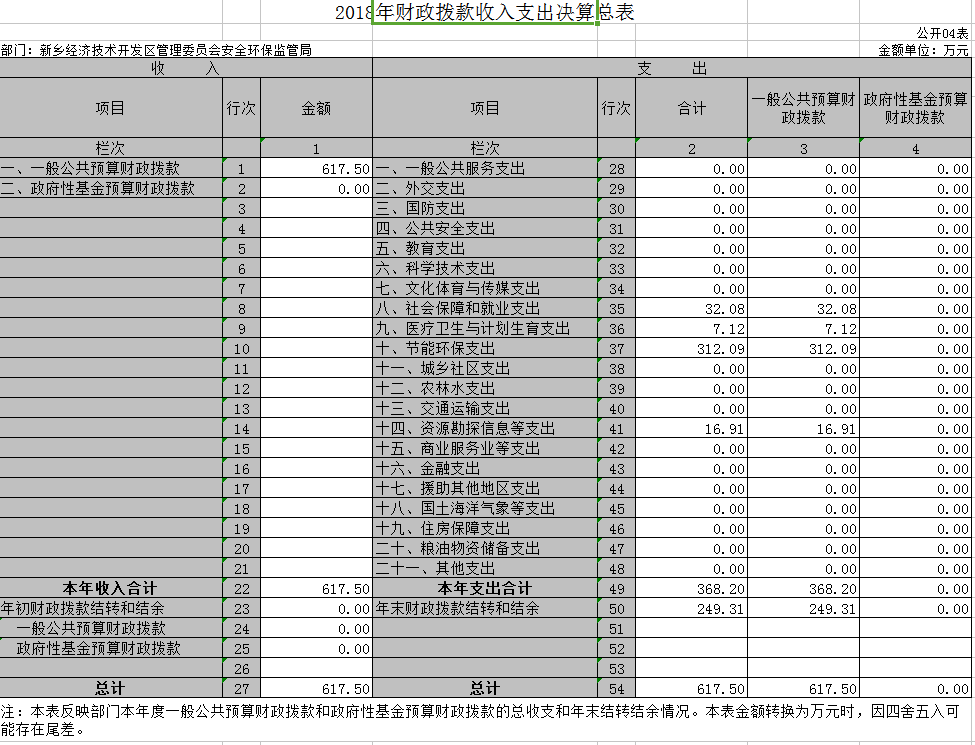 2018年财政拨款收入支出决算总表
公开04表
部门：新乡经济技术开发区管理委员会安全环保监管局 金额单位：万元
收 入 支 出
项目 行次 金额 项目 行次 合计 一般公共预算财政拨款 政府性基金预算财政拨款
栏次 1 栏次 2 3 4
一、一般公共预算财政拨款 1 617.50 一、一般公共服务支出 28 0.00 0.00 0.00
二、政府性基金预算财政拨款 2 0.00 二、外交支出 29 0.00 0.00 0.00
3 三、国防支出 30 0.00 0.00 0.00
4 四、公共安全支出 31 0.00 0.00 0.00
5 五、教育支出 32 0.00 0.00 0.00
6 六、科学技术支出 33 0.00 0.00 0.00
7 七、文化体育与传媒支出 34 0.00 0.00 0.00
8 八、社会保障和就业支出 35 32.08 32.08 0.00
9 九、医疗卫生与计划生育支出 36 7.12 7.12 0.00
10 十、节能环保支出 37 312.09 312.09 0.00
11 十一、城乡社区支出 38 0.00 0.00 0.00
12 十二、农林水支出 39 0.00 0.00 0.00
13 十三、交通运输支出 40 0.00 0.00 0.00
14 十四、资源勘探信息等支出 41 16.91 16.91 0.00
15 十五、商业服务业等支出 42 0.00 0.00 0.00
16 十六、金融支出 43 0.00 0.00 0.00
17 十七、援助其他地区支出 44 0.00 0.00 0.00
18 十八、国土海洋气象等支出 45 0.00 0.00 0.00
19 十九、住房保障支出 46 0.00 0.00 0.00
20 二十、粮油物资储备支出 47 0.00 0.00 0.00
21 二十一、其他支出 48 0.00 0.00 0.00
本年收入合计 22 617.50 本年支出合计 49 368.20 368.20 0.00
年初财政拨款结转和结余 23 0.00 年末财政拨款结转和结余 50 249.31 249.31 0.00
一般公共预算财政拨款 24 0.00 51
政府性基金预算财政拨款 25 0.00 52
26 53
总计 27 617.50 总计 54 617.50 617.50 0.00
注：本表反映部门本年度一般公共预算财政拨款和政府性基金预算财政拨款的总收支和年末结转结余情况。本表金额转换为万元时，因四舍五入可
能存在尾差。